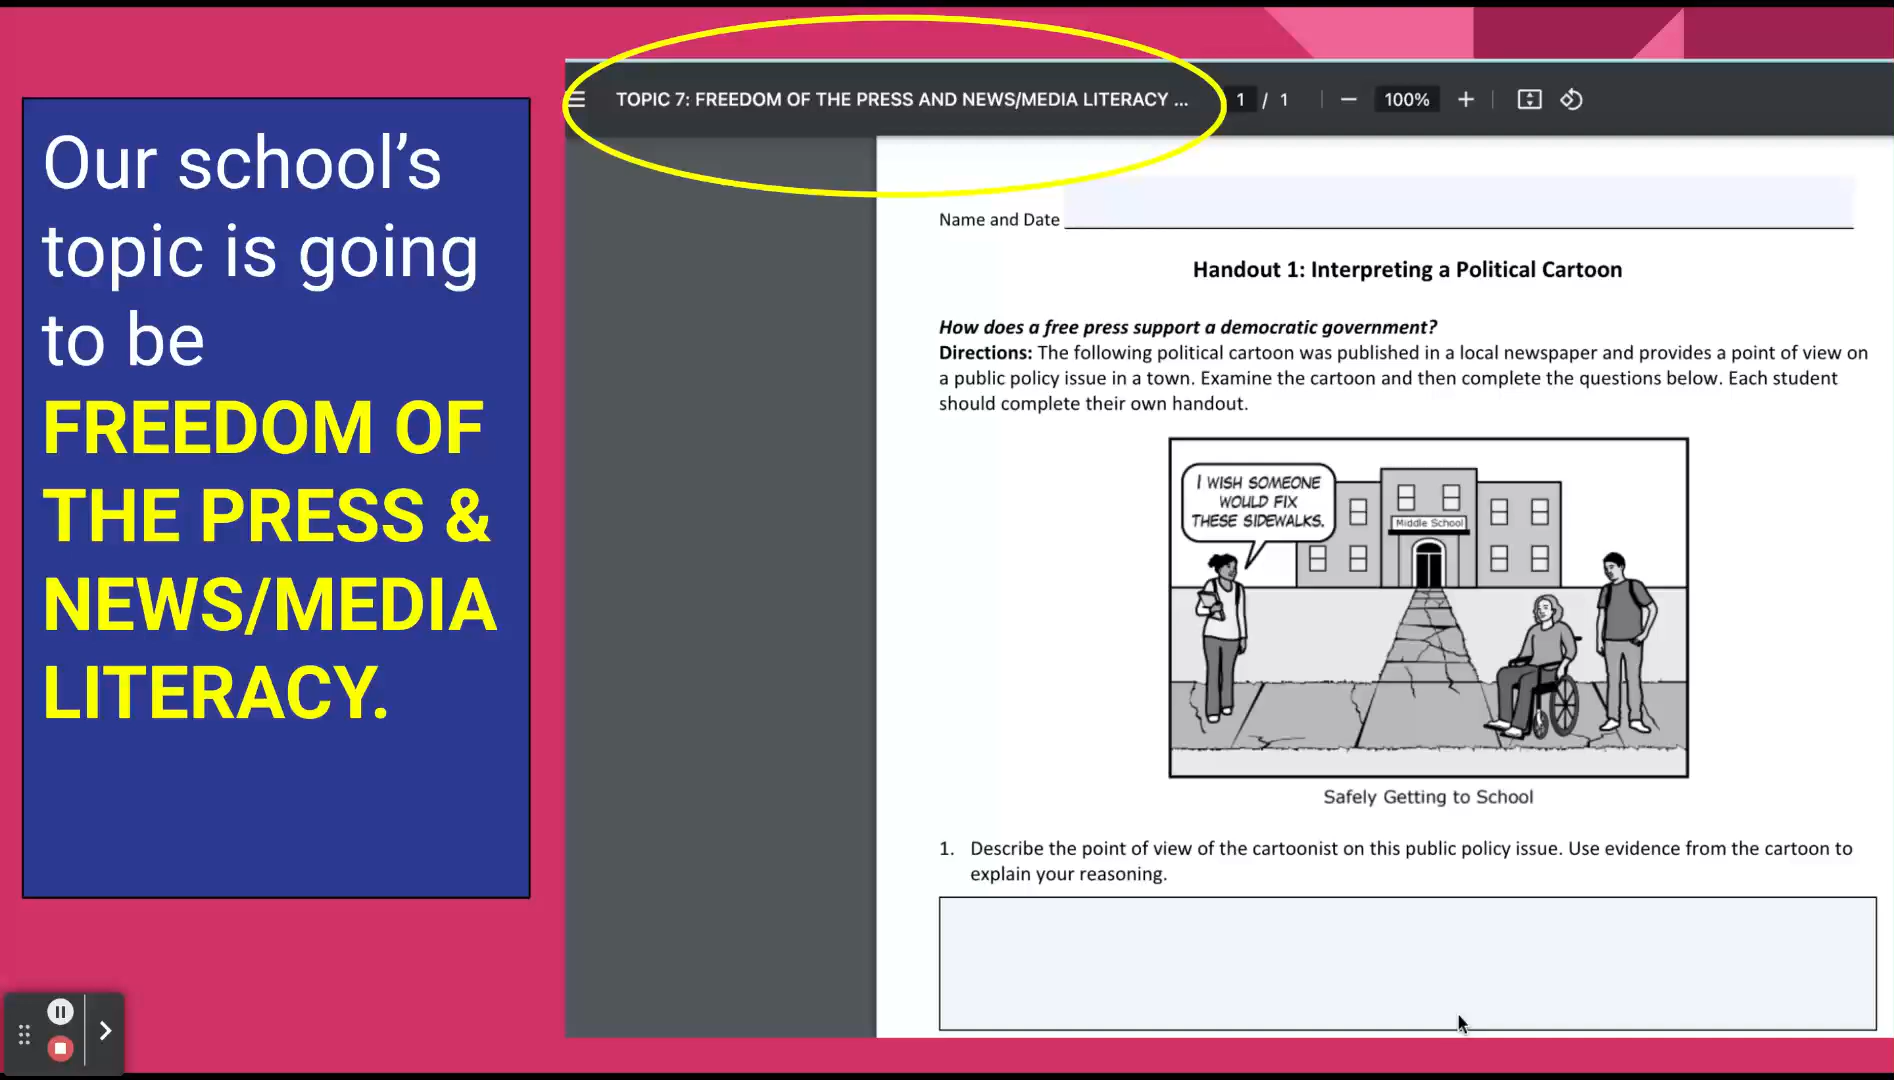 Our school’s
topic is going
to be
FREEDOM OF
THE PRESS &
NEWS/MEDIA
LITERACY.
TOPIC 7: FREEDOM OF THE PRESS AND NEWS/MEDIA LITERACY ...
1 / 1
100%
Name and Date
Handout 1: Interpreting a Political Cartoon
How does a free press support a democratic government?
Directions: The following political cartoon was published in a local newspaper and provides a point of view on
a public policy issue in a town. Examine the cartoon and then complete the questions below. Each student
should complete their own handout.
I WISH SOMEONE
WOULD FIX
THESE SIDEWALKS.
Middle School
Safely Getting to School
1. Describe the point of view of the cartoonist on this public policy issue. Use evidence from the cartoon to
explain your reasoning.